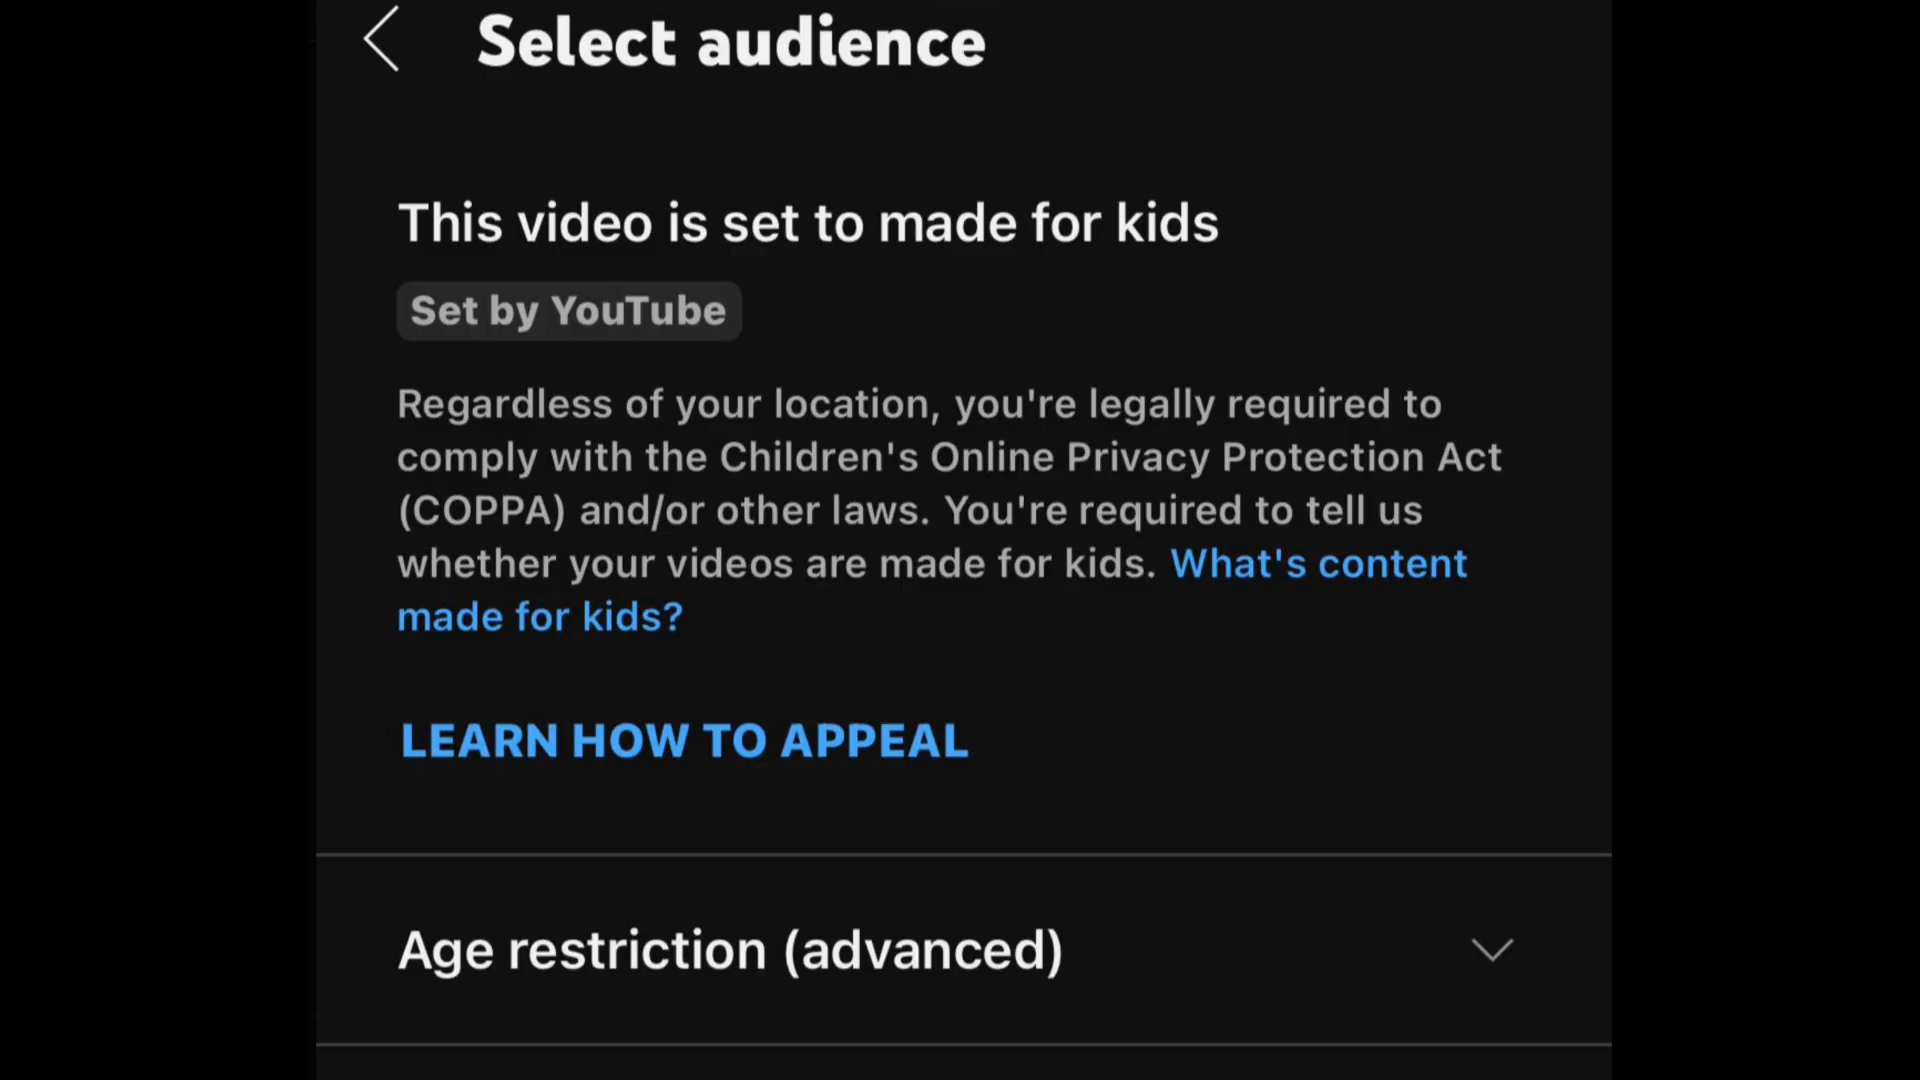 Select audience
This video is set to made for kids
Set by YouTube
Regardless of your location, you're legally required to
comply with the Children's Online Privacy Protection Act
(COPPA) and/or other laws. You're required to tell us
whether your videos are made for kids. What's content
made for kids?
LEARN HOW TO APPEAL
Age restriction (advanced)